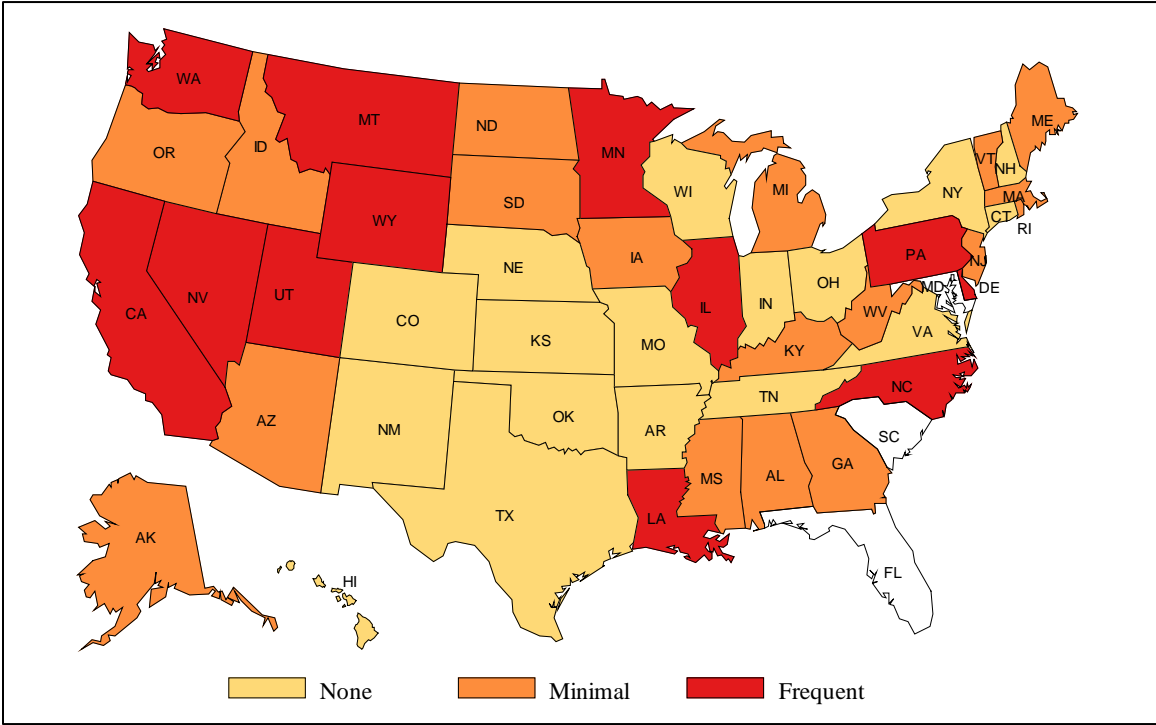 WA
MT
ND
MN
ME
OR
ID
VT
NH
WI
MI
NY
MA
SD
WY
CT
RI
IA
PA
NJ
NE
NV
UT
OH
MD
DE
IN
IL
CA
WV
CO
VA
KS
MO
KY
NC
TN
OK
AR
AZ
NM
SC
GA
MS
AL
TX
LA
AK
FL
HI
None Minimal Frequent